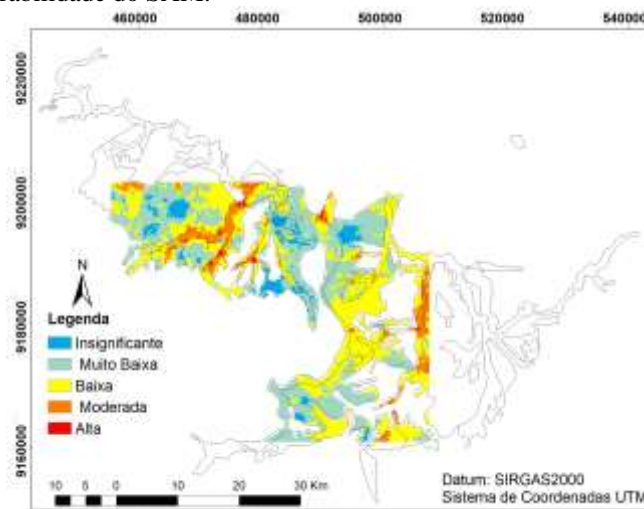 460000 480000 500000 520000 540000
9220000
9200000
9180000
9160000
N
Legenda
Insignificante
Muito Baixa
Baixa
Moderada
Alta
10 5 0 10 20 30 Km
Datum: SIRGAS2000
Sistema de Coordenadas UTM